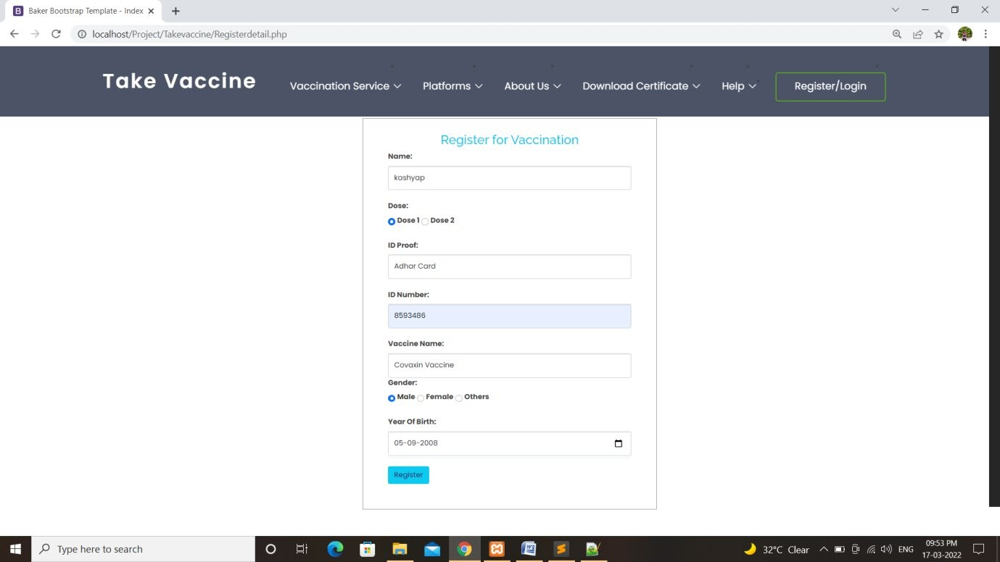 Baker Bootstrap Template - Index
localhost/Project/Takevaccine/Registerdetail.php
Take Vaccine
Vaccination Service
Platforms
About Us
Download Certificate
Help
Register/Login
Register for Vaccination
Name:
kashyap
Dose:
Dose 1 Dose 2
ID Proof:
Adhar Card
ID Number:
8593486
Vaccine Name:
Covaxin Vaccine
Gender:
Male Female Others
Year Of Birth:
05-09-2008
Register
Type here to search
32°C Clear
ENG
09:53 PM
17-03-2022